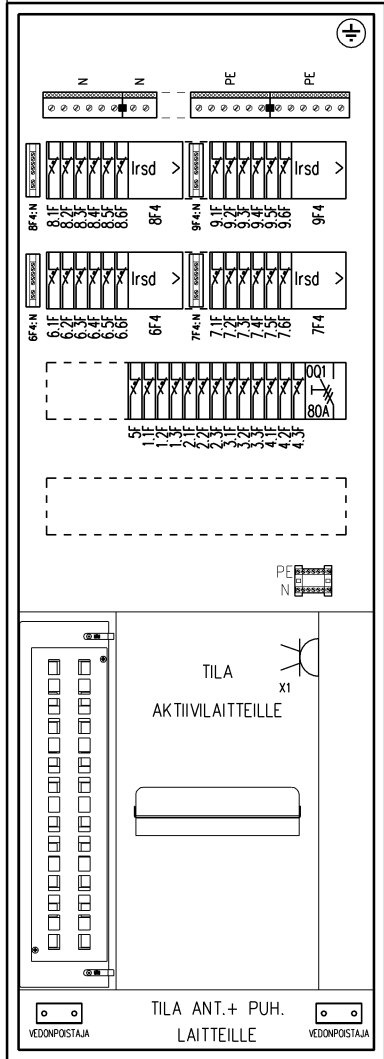 N N PE PE
8F4:N Irsd > 9F4:N Irsd >
8.1F 8.2F 8.3F 8.4F 8.5F 8.6F 8F4 9.1F 9.2F 9.3F 9.4F 9.5F 9.6F 9F4
6F4:N Irsd > 7F4:N Irsd >
6.1F 6.2F 6.3F 6.4F 6.5F 6.6F 6F4 7.1F 7.2F 7.3F 7.4F 7.5F 7.6F 7F4
0Q1
80A
5F 1.1F 1.2F 1.3F 2.1F 2.2F 2.3F 3.1F 3.2F 3.3F 4.1F 4.2F 4.3F
PE
N
TILA
X1
AKTIIVILAITTEILLE
TILA ANT.+ PUH.
LAITTEILLE
VEDONPOISTAJA VEDONPOISTAJA